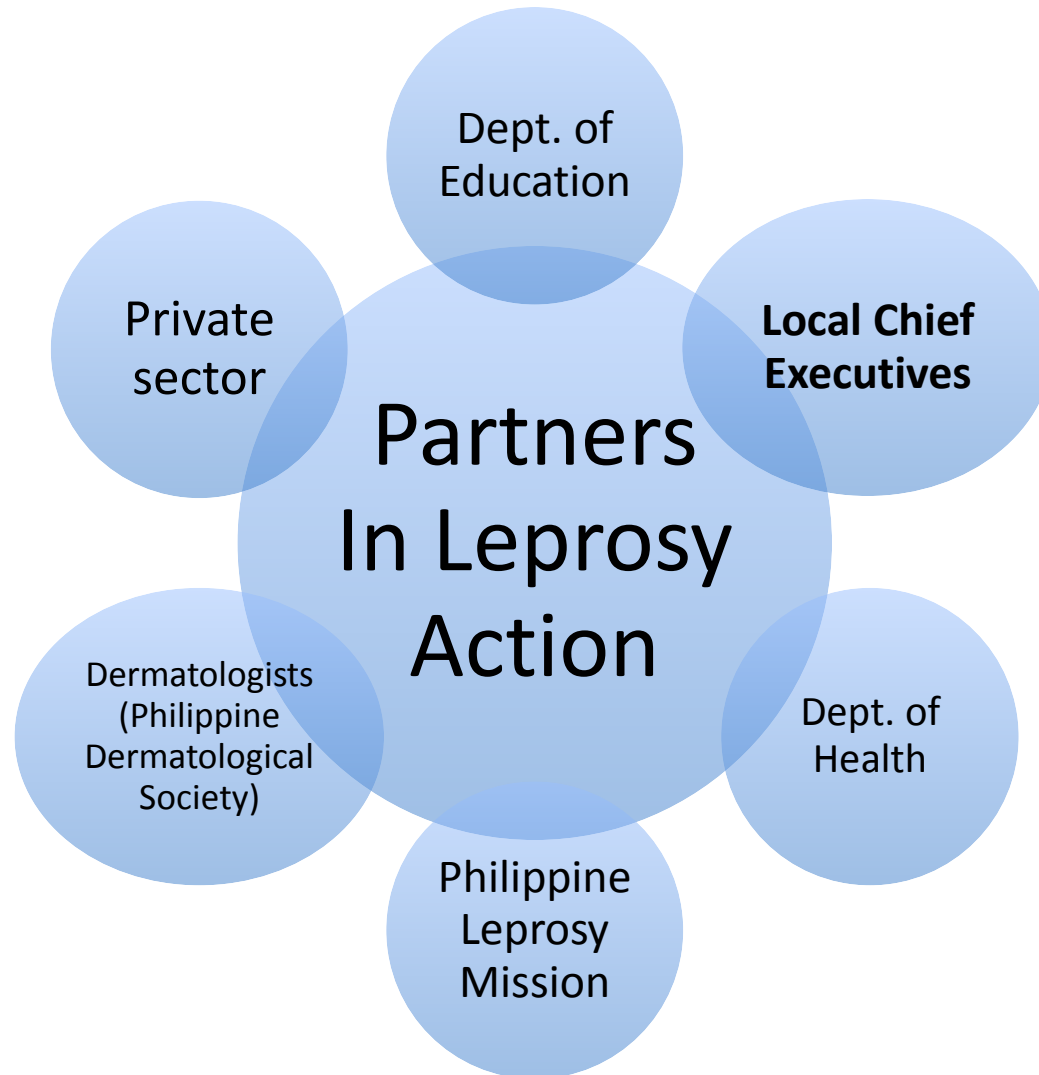 Dept. of
Education
Private
sector
Local Chief
Executives
Partners
In Leprosy
Action
Dermatologists
(Philippine
Dermatological
Society)
Dept. of
Health
Philippine
Leprosy
Mission